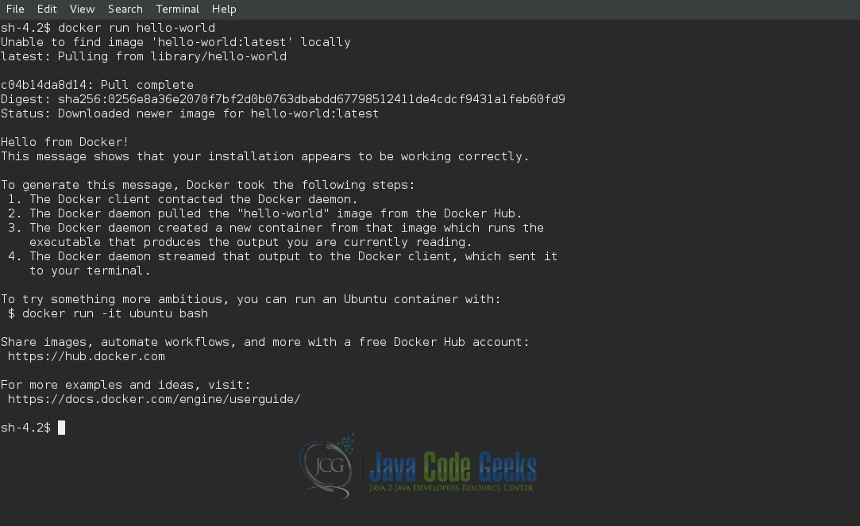 File Edit View Search Terminal Help
sh-4.2$ docker run hello-world
Unable to find image 'hello-world:latest' locally
latest: Pulling from library/hello-world
c04b14da8d14: Pull complete
Digest: sha256:0256e8a36e2070f7bf2d0b0763dbabdd67798512411de4cdcf9431a1feb60fd9
Status: Downloaded newer image for hello-world:latest
Hello from Docker!
This message shows that your installation appears to be working correctly.
To generate this message, Docker took the following steps:
1. The Docker client contacted the Docker daemon.
2. The Docker daemon pulled the "hello-world" image from the Docker Hub.
3. The Docker daemon created a new container from that image which runs the
executable that produces the output you are currently reading.
4. The Docker daemon streamed that output to the Docker client, which sent it
to your terminal.
To try something more ambitious, you can run an Ubuntu container with:
$ docker run -it ubuntu bash
Share images, automate workflows, and more with a free Docker Hub account:
https://hub.docker.com
For more examples and ideas, visit:
https://docs.docker.com/engine/userguide/
sh-4.2$
JCG
Java Code Geeks
JAVA 2 JAVA DEVELOPERS RESOURCE CENTER